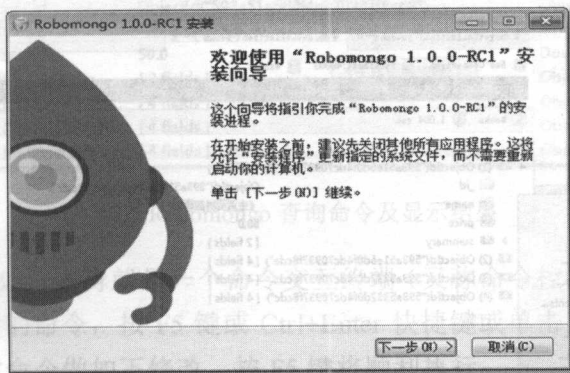 Robomongo 1.0.0-RC1 安装
欢迎使用“Robomongo 1.0.0-RC1”安
装向导
这个向导将指引你完成“Robomongo 1.0.0-RC1”的安
装进程。
在开始安装之前，建议先关闭其他所有应用程序。这将
允许“安装程序”更新指定的系统文件，而不需要重新
启动你的计算机。
单击 [下一步(N)] 继续。
下一步(N) >
取消(C)